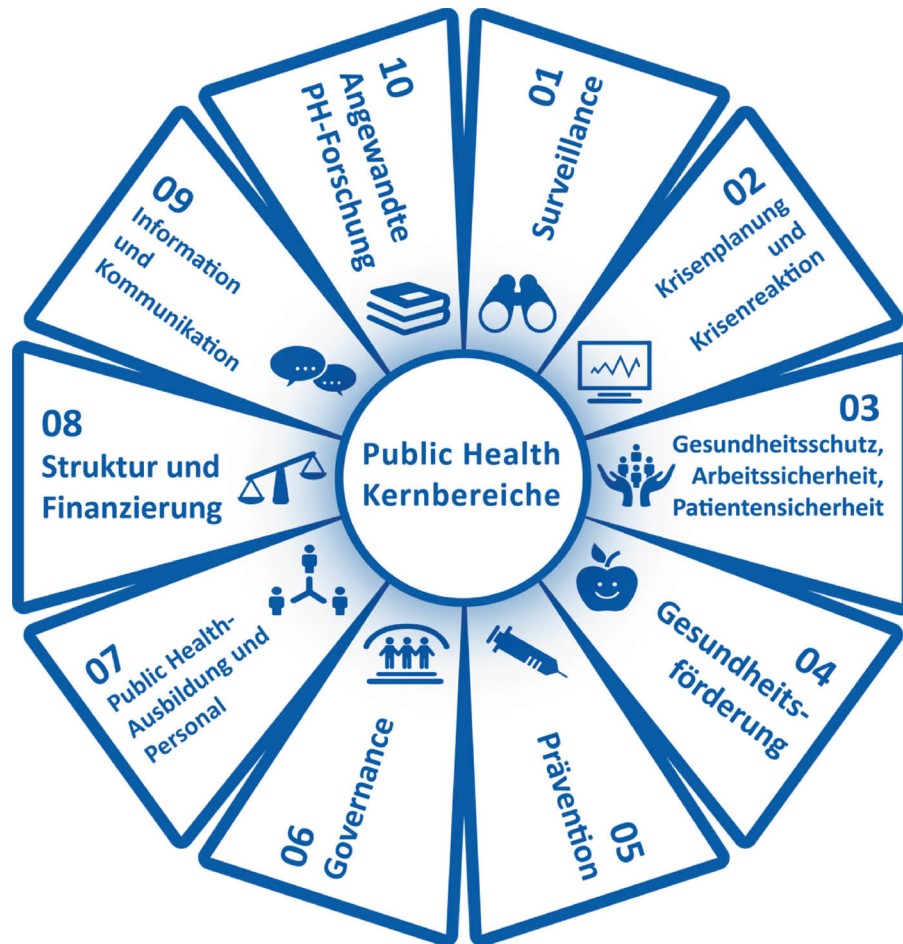 Public Health
Kernbereiche
01
Surveillance
02
Krisenplanung
und
Krisenreaktion
03
Gesundheitsschutz,
Arbeitssicherheit,
Patientensicherheit
04
Gesundheits-
förderung
05
Prävention
06
Governance
07
Public Health-
Ausbildung und
Personal
08
Struktur und
Finanzierung
09
Information
und
Kommunikation
10
Angewandte
PH-Forschung